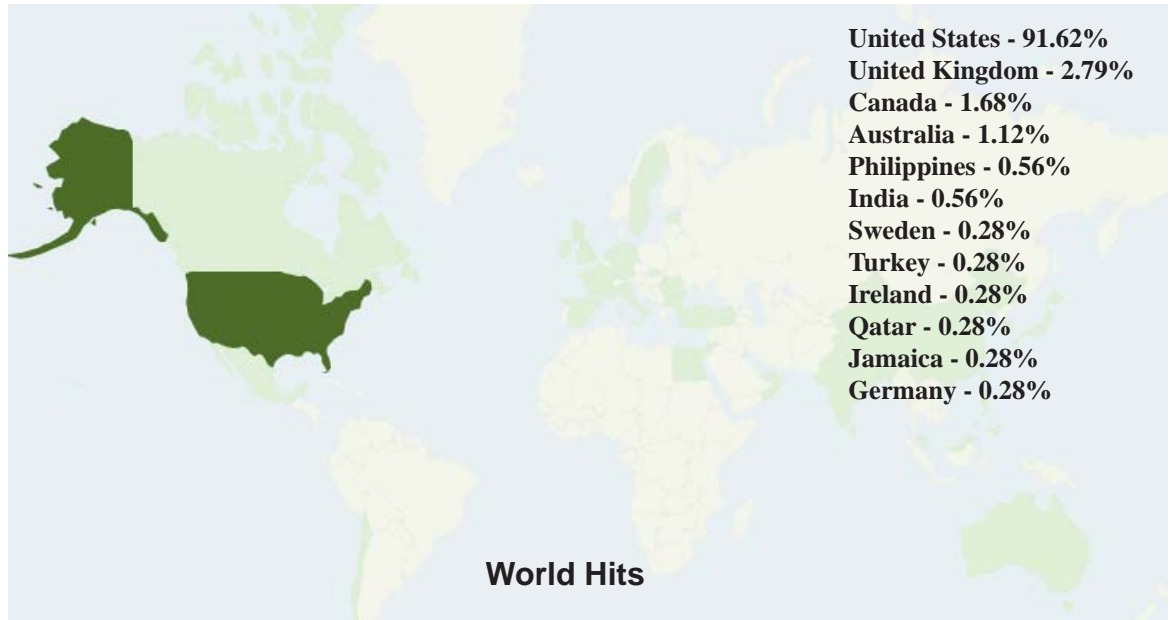 United States - 91.62%
United Kingdom - 2.79%
Canada - 1.68%
Australia - 1.12%
Philippines - 0.56%
India - 0.56%
Sweden - 0.28%
Turkey - 0.28%
Ireland - 0.28%
Qatar - 0.28%
Jamaica - 0.28%
Germany - 0.28%
World Hits